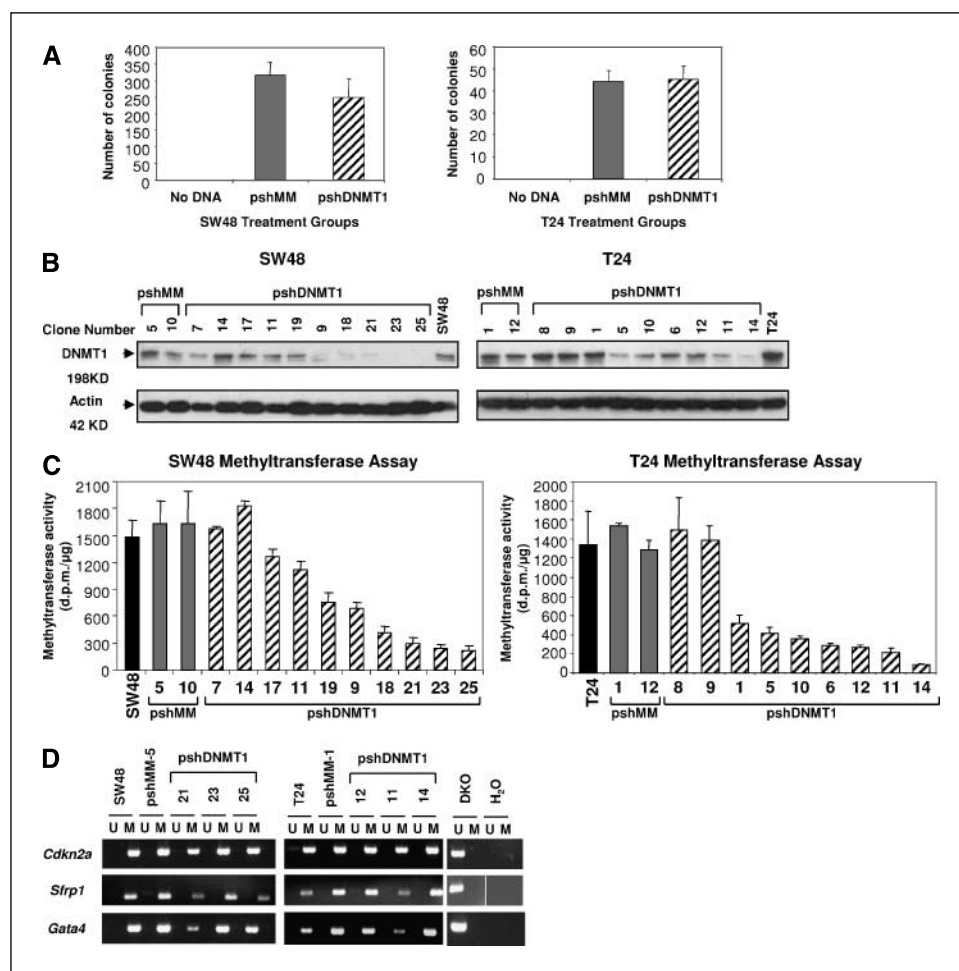 A
Number of colonies
400
350
300
250
200
150
100
50
0
No DNA pshMM pshDNMT1
SW48 Treatment Groups
Number of colonies
60
50
40
30
20
10
0
No DNA pshMM pshDNMT1
T24 Treatment Groups
B
SW48
pshMM pshDNMT1
Clone Number 5 10 7 14 17 11 19 9 18 21 23 25 SW48
T24
pshMM pshDNMT1
1 12 8 9 1 5 10 6 12 11 14 T24
DNMT1
198KD
Actin
42 KD
C
SW48 Methyltransferase Assay
Methyltransferase activity
(d.p.m./µg)
2100
1800
1500
1200
900
600
300
0
SW48 5 10 7 14 17 11 19 9 18 21 23 25
pshMM pshDNMT1
T24 Methyltransferase Assay
Methyltransferase activity
(d.p.m./µg)
2000
1800
1600
1400
1200
1000
800
600
400
200
0
T24 1 12 8 9 1 5 10 6 12 11 14
pshMM pshDNMT1
D
pshDNMT1
SW48 pshMM-5 21 23 25
pshDNMT1
T24 pshMM-1 12 11 14
DKO H2O
U M U M U M U M U M
U M U M U M U M U M
U M U M
Cdkn2a
Sfrp1
Gata4